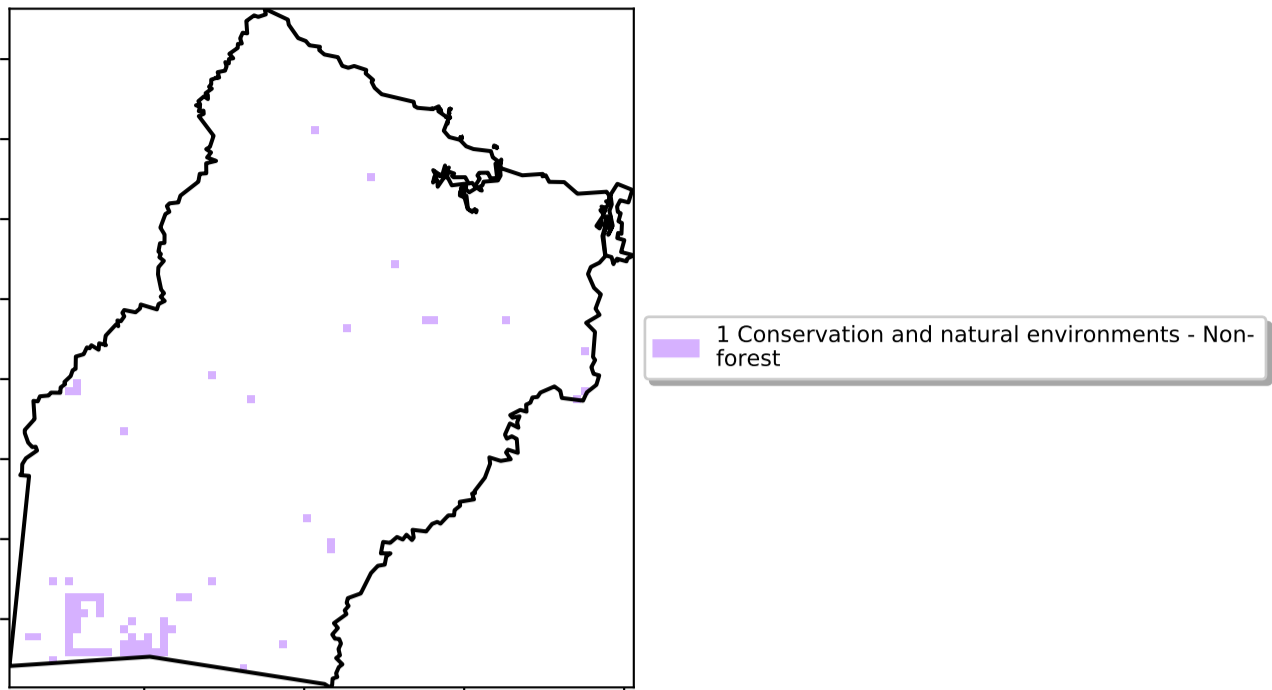 1 Conservation and natural environments - Non-
forest